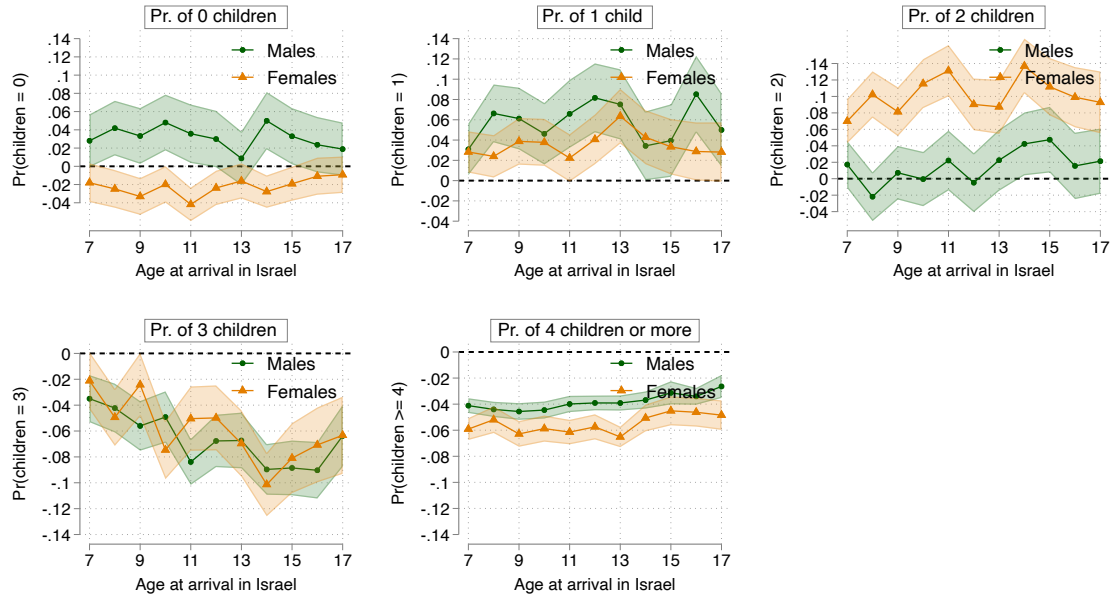 Pr. of 0 children
Males
Females
Pr(children = 0)
.14
.12
.1
.08
.06
.04
.02
0
-.02
-.04
7 9 11 13 15 17
Age at arrival in Israel
Pr. of 1 child
Males
Females
Pr(children = 1)
.14
.12
.1
.08
.06
.04
.02
0
-.02
-.04
7 9 11 13 15 17
Age at arrival in Israel
Pr. of 2 children
Males
Females
Pr(children = 2)
.14
.12
.1
.08
.06
.04
.02
0
-.02
-.04
7 9 11 13 15 17
Age at arrival in Israel
Pr. of 3 children
Males
Females
Pr(children = 3)
0
-.02
-.04
-.06
-.08
-.1
-.12
-.14
7 9 11 13 15 17
Age at arrival in Israel
Pr. of 4 children or more
Males
Females
Pr(children >=4)
0
-.02
-.04
-.06
-.08
-.1
-.12
-.14
7 9 11 13 15 17
Age at arrival in Israel